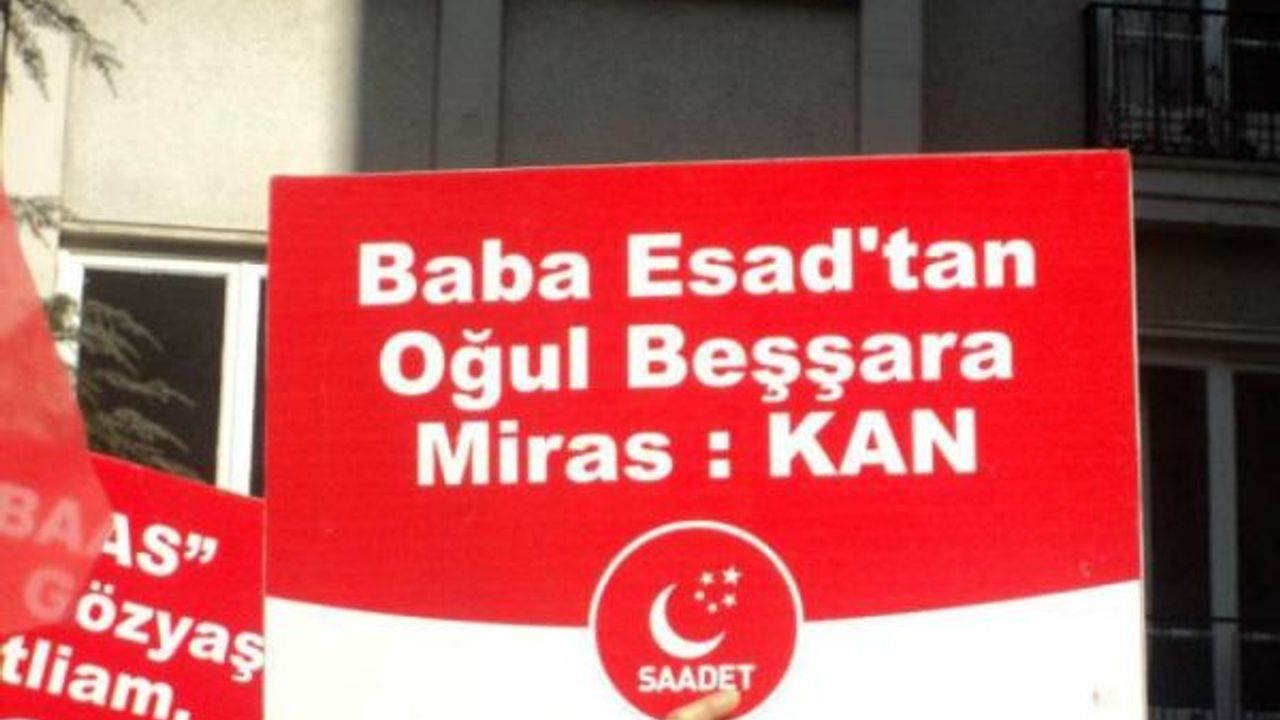 Baba Esad'tan
Oğul Beşşara
Miras : KAN
SAADET
BAAS”
Gözyaş
tliam,